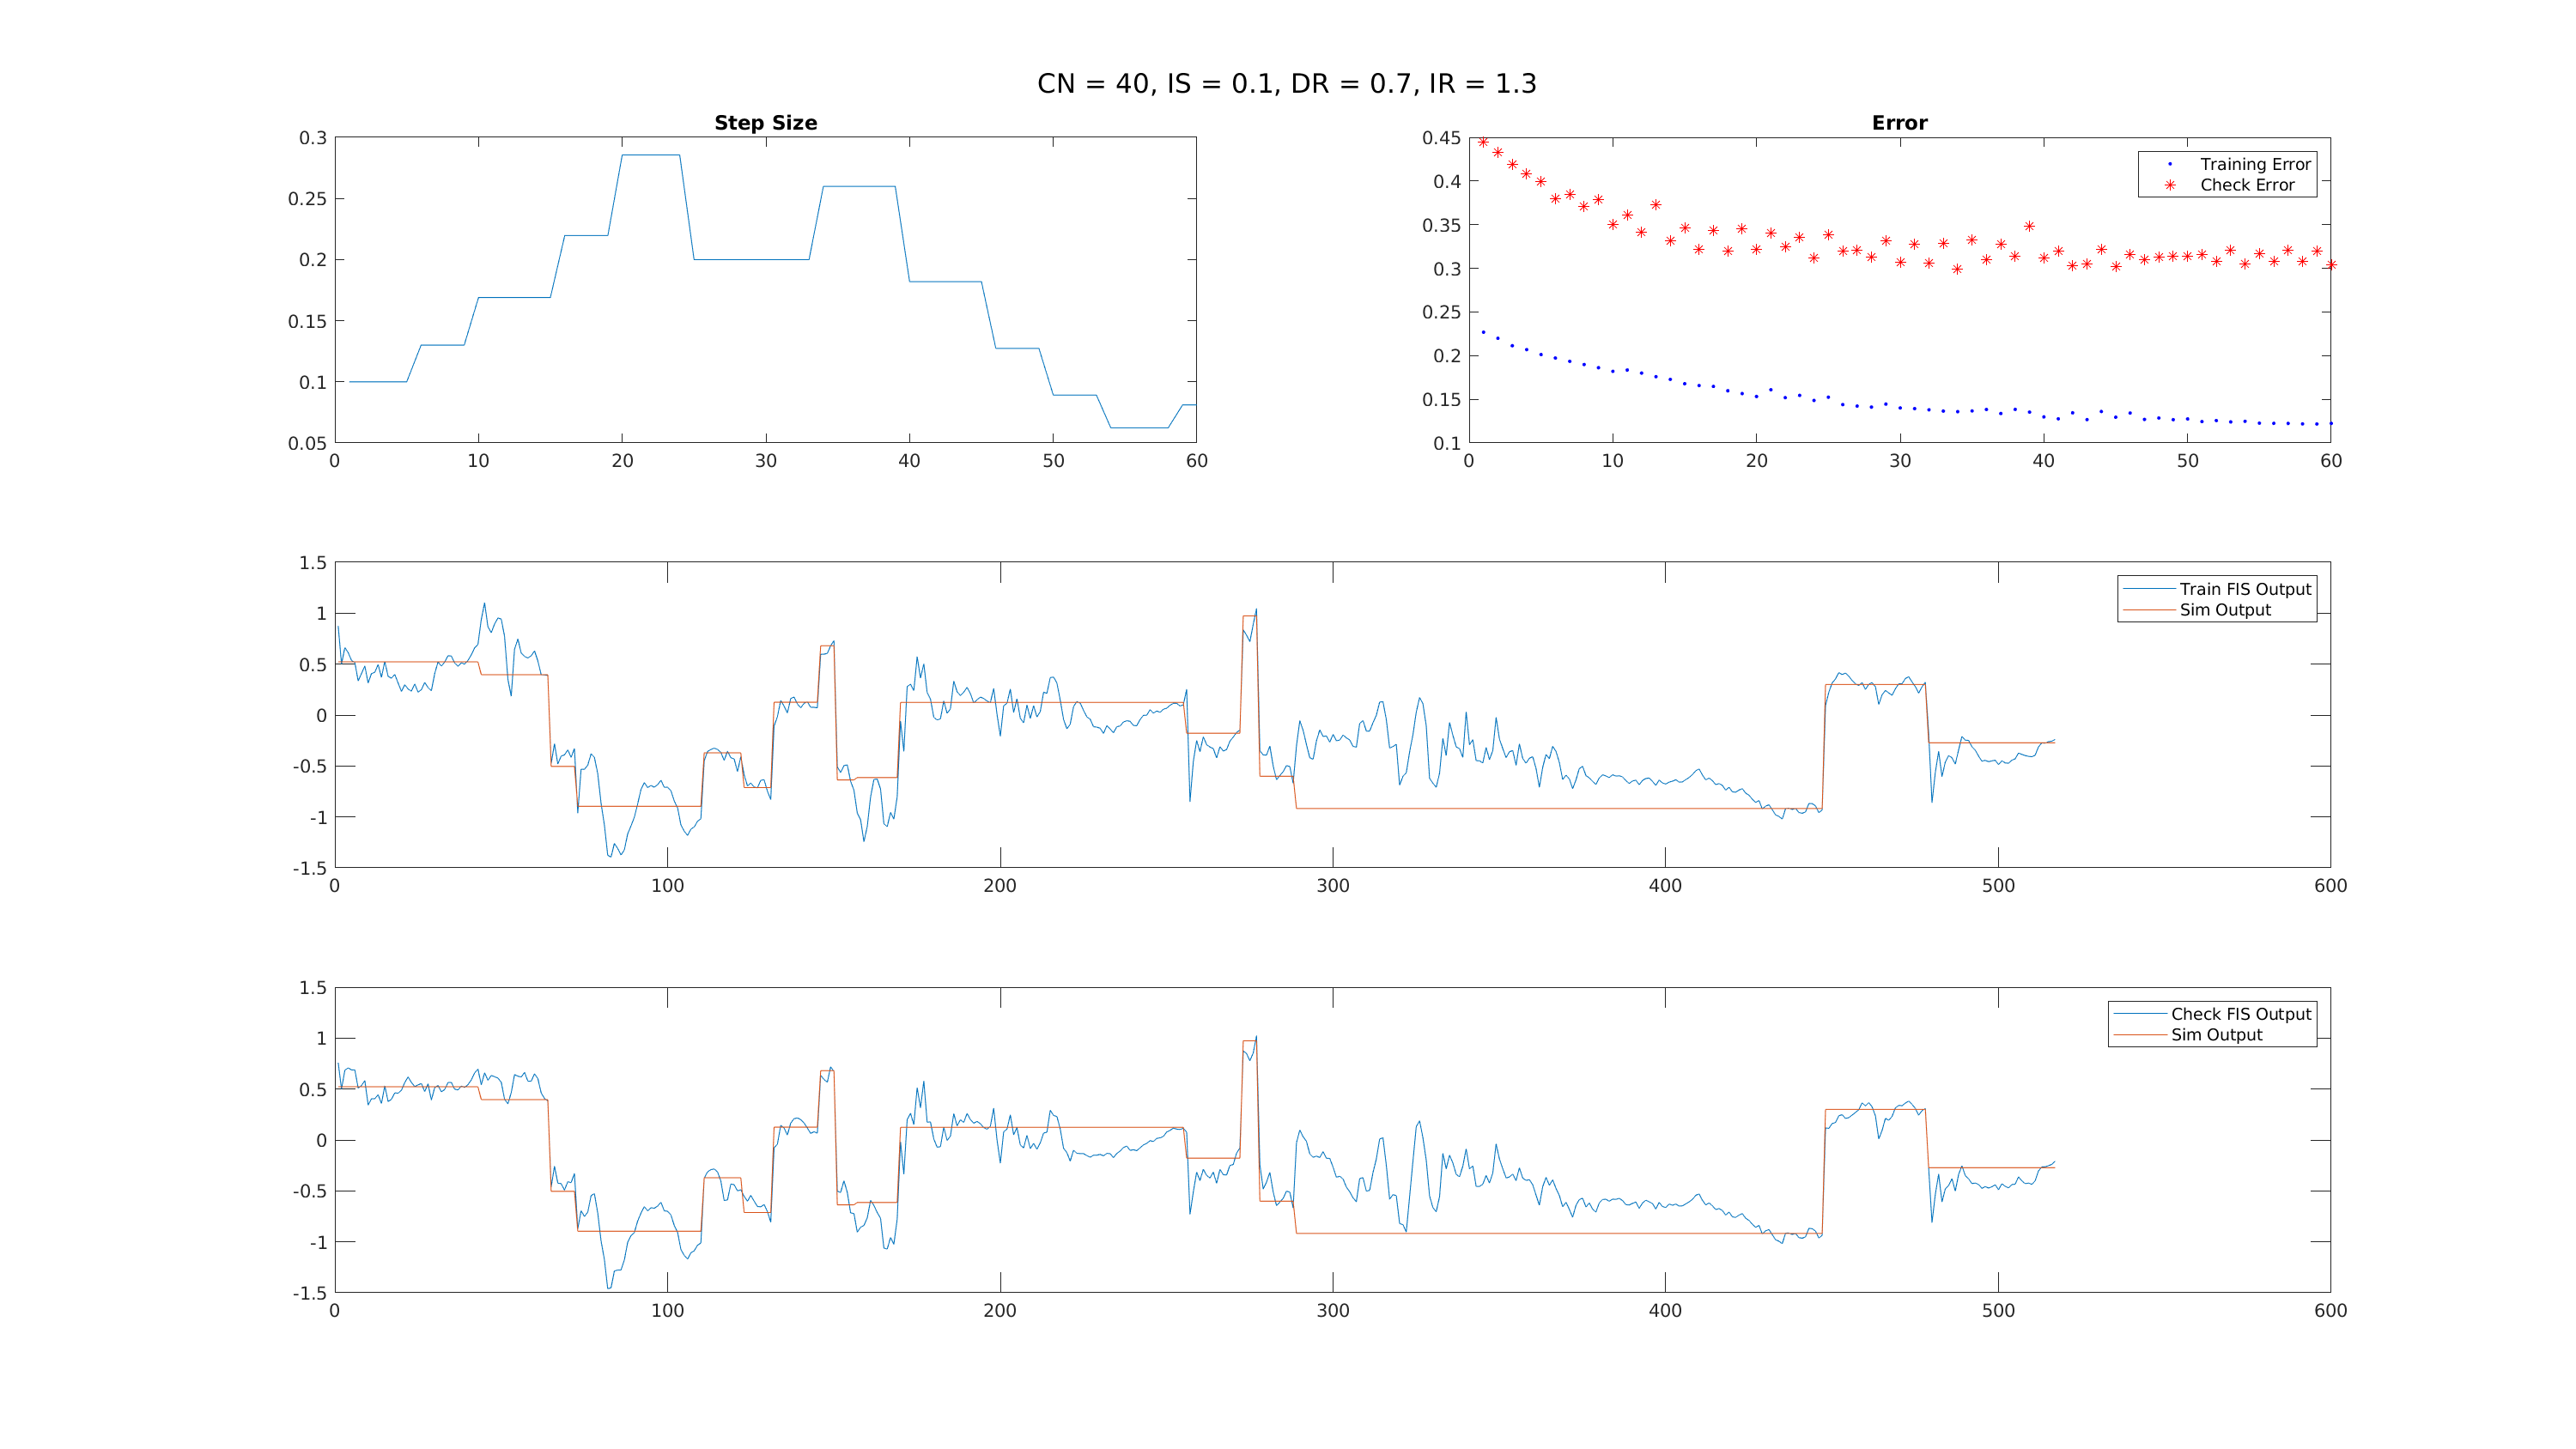 CN = 40, IS = 0.1, DR = 0.7, IR = 1.3
Step Size
0.3
0.25
0.2
0.15
0.1
0.05
0 10 20 30 40 50 60
Error
0.45
0.4
0.35
0.3
0.25
0.2
0.15
0.1
0 10 20 30 40 50 60
Training Error
Check Error
1.5
1
0.5
0
-0.5
-1
-1.5
0 100 200 300 400 500 600
Train FIS Output
Sim Output
1.5
1
0.5
0
-0.5
-1
-1.5
0 100 200 300 400 500 600
Check FIS Output
Sim Output